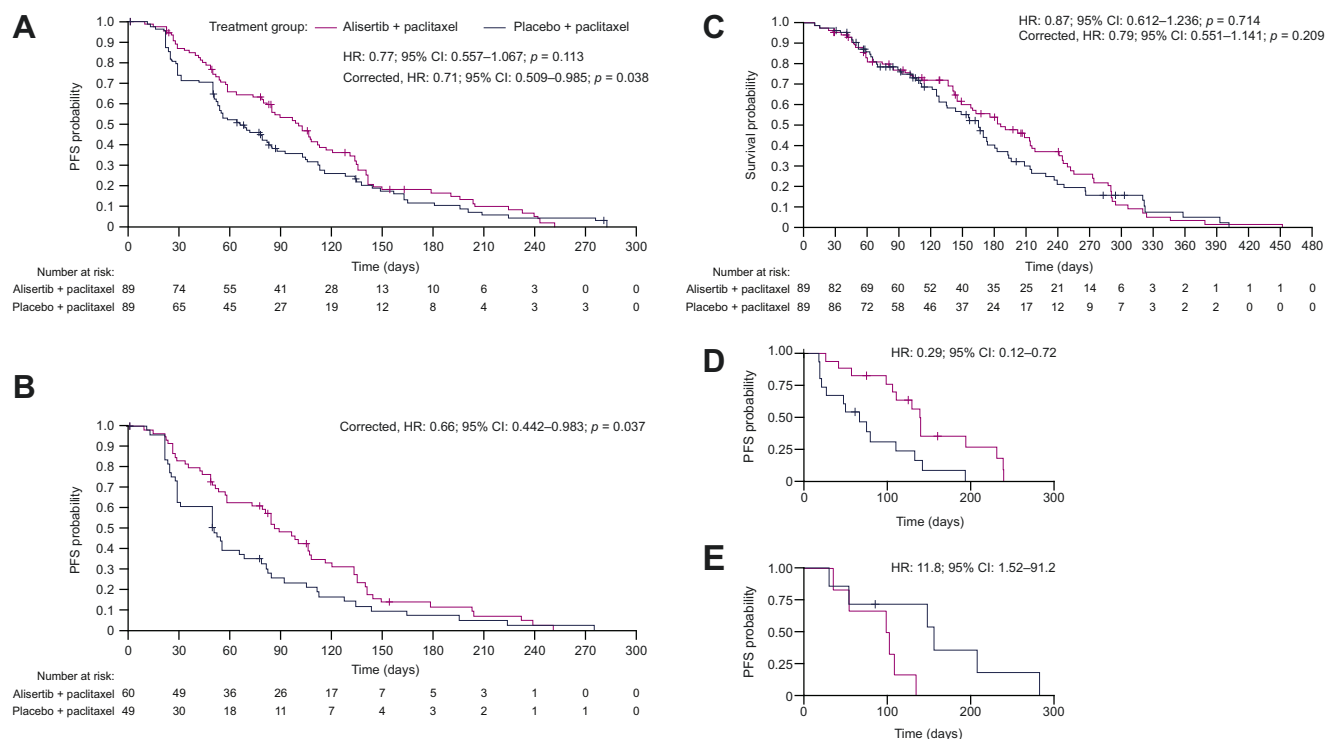 A
Treatment group: Alisertib + paclitaxel Placebo + paclitaxel
HR: 0.77; 95% CI: 0.557–1.067; p = 0.113
Corrected, HR: 0.71; 95% CI: 0.509–0.985; p = 0.038
PFS probability
1.0
0.9
0.8
0.7
0.6
0.5
0.4
0.3
0.2
0.1
0
0 30 60 90 120 150 180 210 240 270 300
Time (days)
Number at risk:
Alisertib + paclitaxel 89 74 55 41 28 13 10 6 3 0 0
Placebo + paclitaxel 89 65 45 27 19 12 8 4 3 3 0
B
Corrected, HR: 0.66; 95% CI: 0.442–0.983; p = 0.037
PFS probability
1.0
0.9
0.8
0.7
0.6
0.5
0.4
0.3
0.2
0.1
0
0 30 60 90 120 150 180 210 240 270 300
Time (days)
Number at risk:
Alisertib + paclitaxel 60 49 36 26 17 7 5 3 1 0 0
Placebo + paclitaxel 49 30 18 11 7 4 3 2 1 1 0
C
HR: 0.87; 95% CI: 0.612–1.236; p = 0.714
Corrected, HR: 0.79; 95% CI: 0.551–1.141; p = 0.209
Survival probability
1.0
0.9
0.8
0.7
0.6
0.5
0.4
0.3
0.2
0.1
0
0 30 60 90 120 150 180 210 240 270 300 330 360 390 420 450 480
Time (days)
Number at risk:
Alisertib + paclitaxel 89 82 69 60 52 40 35 25 21 14 6 3 2 1 1 1 0
Placebo + paclitaxel 89 86 72 58 46 37 24 17 12 9 7 3 2 2 0 0 0
D
HR: 0.29; 95% CI: 0.12–0.72
PFS probability
1.00
0.75
0.50
0.25
0 100 200 300
Time (days)
E
HR: 11.8; 95% CI: 1.52–91.2
PFS probability
1.00
0.75
0.50
0.25
0 100 200 300
Time (days)